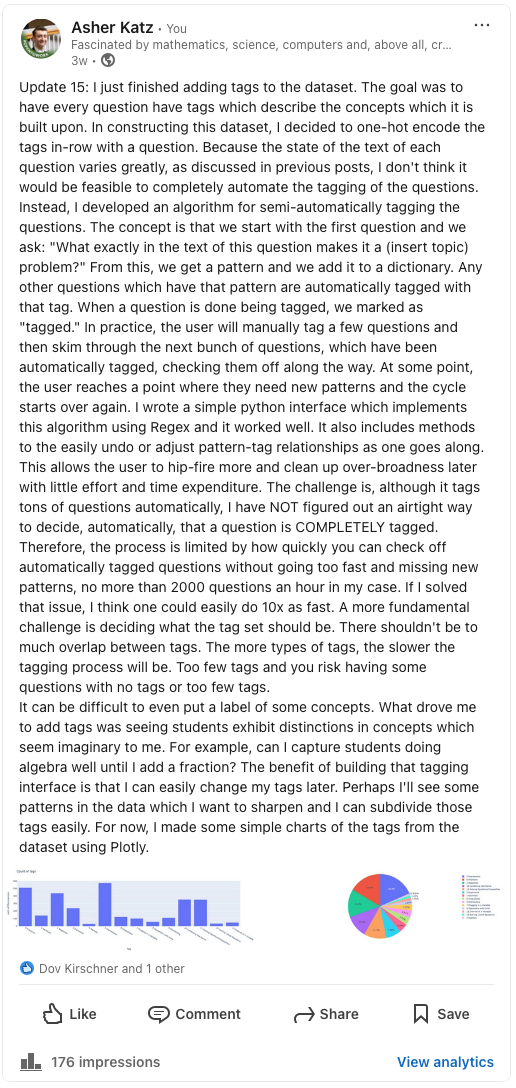 Asher Katz • You
Fascinated by mathematics, science, computers and, above all, cr...
3w •
Update 15: I just finished adding tags to the dataset. The goal was to
have every question have tags which describe the concepts which it is
built upon. In constructing this dataset, I decided to one-hot encode the
tags in-row with a question. Because the state of the text of each
question varies greatly, as discussed in previous posts, I don't think it
would be feasible to completely automate the tagging of the questions.
Instead, I developed an algorithm for semi-automatically tagging the
questions. The concept is that we start with the first question and we
ask: "What exactly in the text of this question makes it a (insert topic)
problem?" From this, we get a pattern and we add it to a dictionary. Any
other questions which have that pattern are automatically tagged with
that tag. When a question is done being tagged, we marked as
"tagged." In practice, the user will manually tag a few questions and
then skim through the next bunch of questions, which have been
automatically tagged, checking them off along the way. At some point,
the user reaches a point where they need new patterns and the cycle
starts over again. I wrote a simple python interface which implements
this algorithm using Regex and it worked well. It also includes methods
to the easily undo or adjust pattern-tag relationships as one goes along.
This allows the user to hip-fire more and clean up over-broadness later
with little effort and time expenditure. The challenge is, although it tags
tons of questions automatically, I have NOT figured out an airtight way
to decide, automatically, that a question is COMPLETELY tagged.
Therefore, the process is limited by how quickly you can check off
automatically tagged questions without going too fast and missing new
patterns, no more than 2000 questions an hour in my case. If I solved
that issue, I think one could easily do 10x as fast. A more fundamental
challenge is deciding what the tag set should be. There shouldn't be to
much overlap between tags. The more types of tags, the slower the
tagging process will be. Too few tags and you risk having some
questions with no tags or too few tags.
It can be difficult to even put a label of some concepts. What drove me
to add tags was seeing students exhibit distinctions in concepts which
seem imaginary to me. For example, can I capture students doing
algebra well until I add a fraction? The benefit of building that tagging
interface is that I can easily change my tags later. Perhaps I'll see some
patterns in the data which I want to sharpen and I can subdivide those
tags easily. For now, I made some simple charts of the tags from the
dataset using Plotly.
Count of tags
Dov Kirschner and 1 other
Like
Comment
Share
Save
176 impressions
View analytics